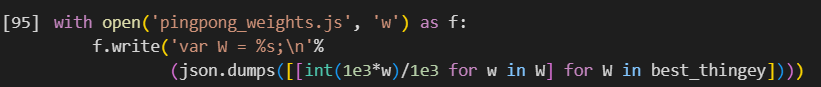 [95] with open('pingpong_weights.js', 'w') as f:
f.write('var W = %s;\n'%
(json.dumps([[int(1e3*w)/1e3 for w in W] for W in best_thingey])))